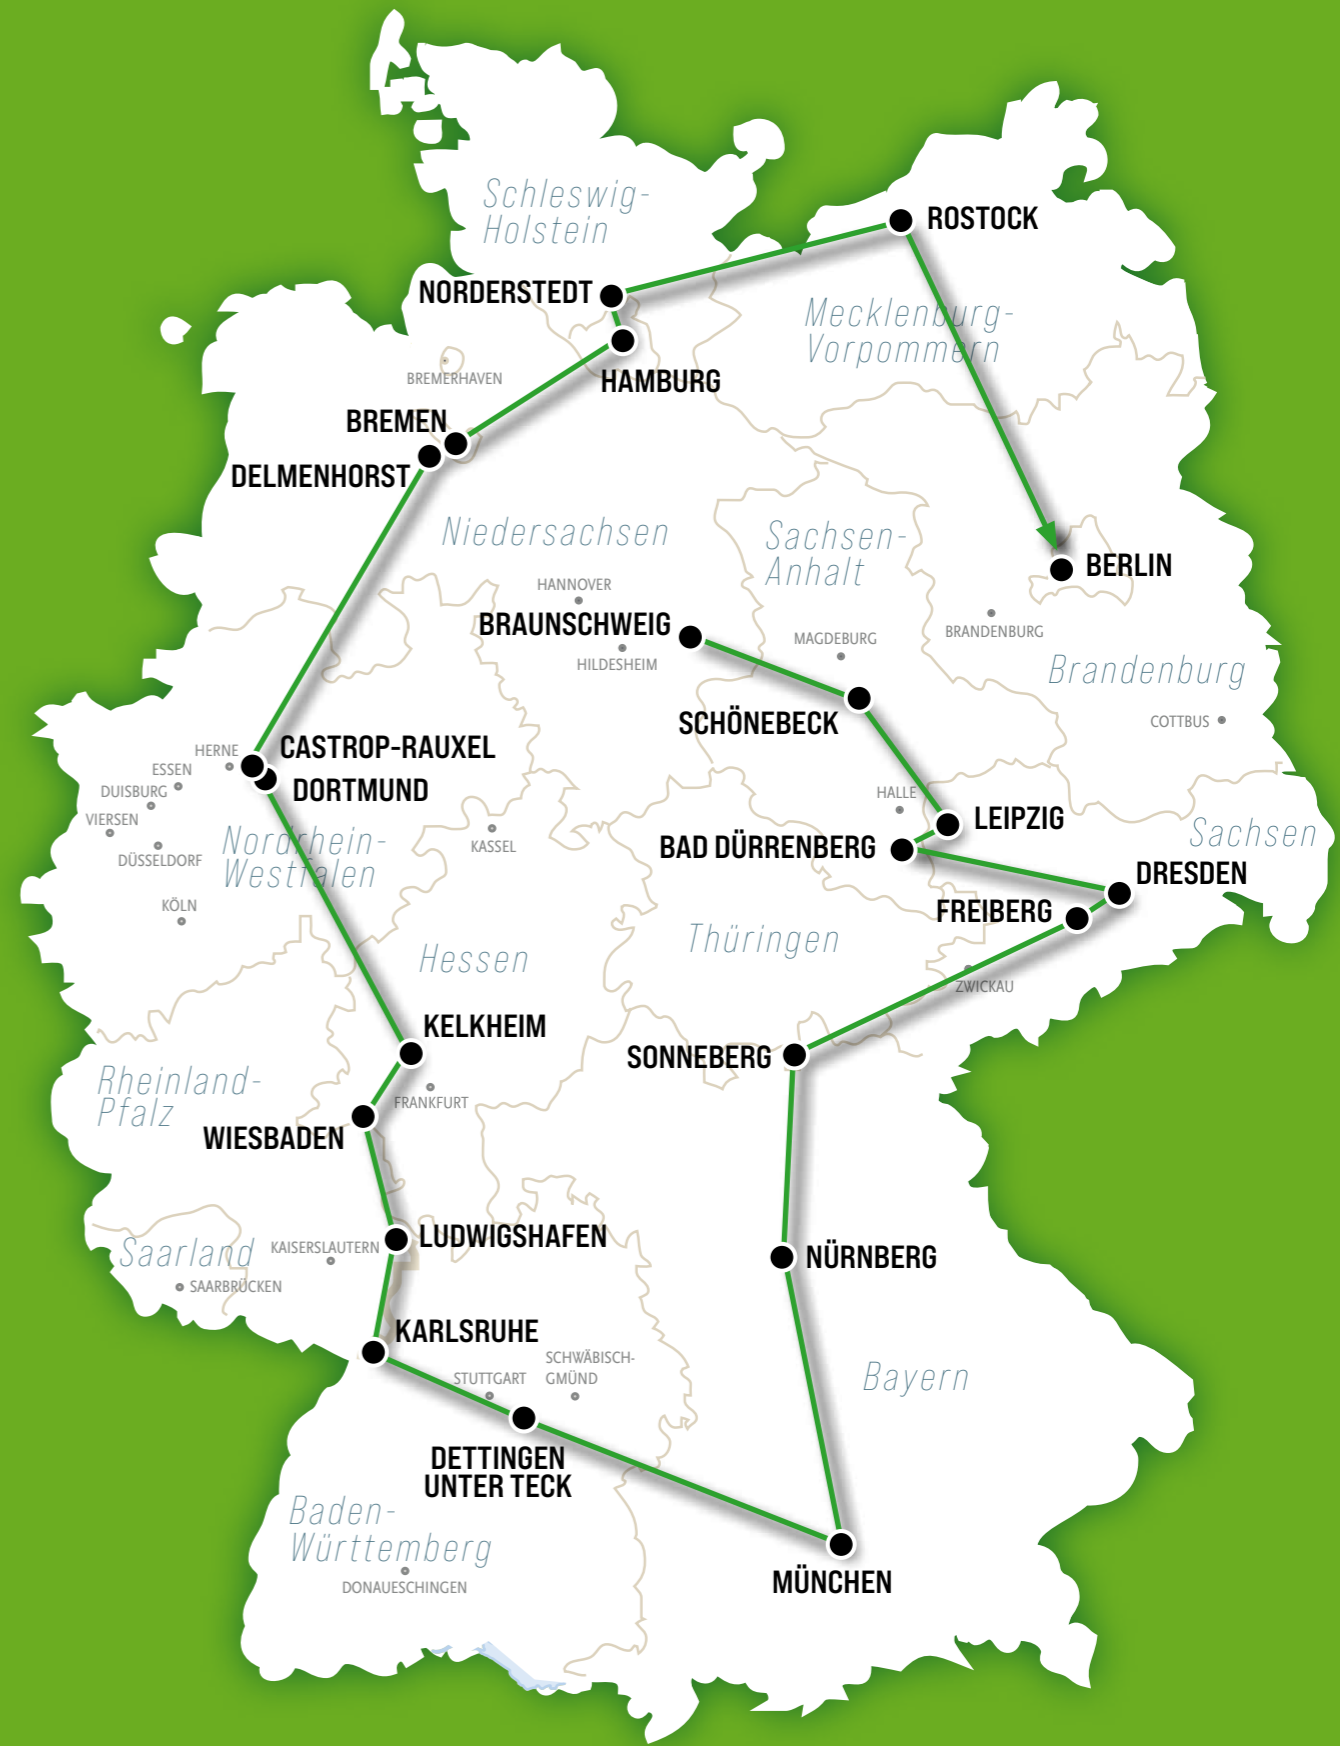 Schleswig-
Holstein
ROSTOCK
NORDERSTEDT
Mecklenburg-
Vorpommern
HAMBURG
BREMERHAVEN
BREMEN
DELMENHORST
Niedersachsen
Sachsen-
Anhalt
BERLIN
HANNOVER
BRAUNSCHWEIG
HILDESHEIM
MAGDEBURG
BRANDENBURG
Brandenburg
SCHÖNEBECK
COTTBUS
CASTROP-RAUXEL
HERNE
ESSEN
DORTMUND
DUISBURG
VIERSEN
DÜSSELDORF
Nordrhein-
Westfalen
KASSEL
HALLE
LEIPZIG
BAD DÜRRENBERG
Sachsen
DRESDEN
FREIBERG
KÖLN
Thüringen
Hessen
ZWICKAU
KELKHEIM
SONNEBERG
Rheinland-
Pfalz
FRANKFURT
WIESBADEN
LUDWIGSHAFEN
Saarland
KAISERSLAUTERN
NÜRNBERG
SAARBRÜCKEN
KARLSRUHE
SCHWÄBISCH-
GMÜND
STUTTGART
Bayern
DETTINGEN
UNTER TECK
Baden-
Württemberg
DONAUESCHINGEN
MÜNCHEN